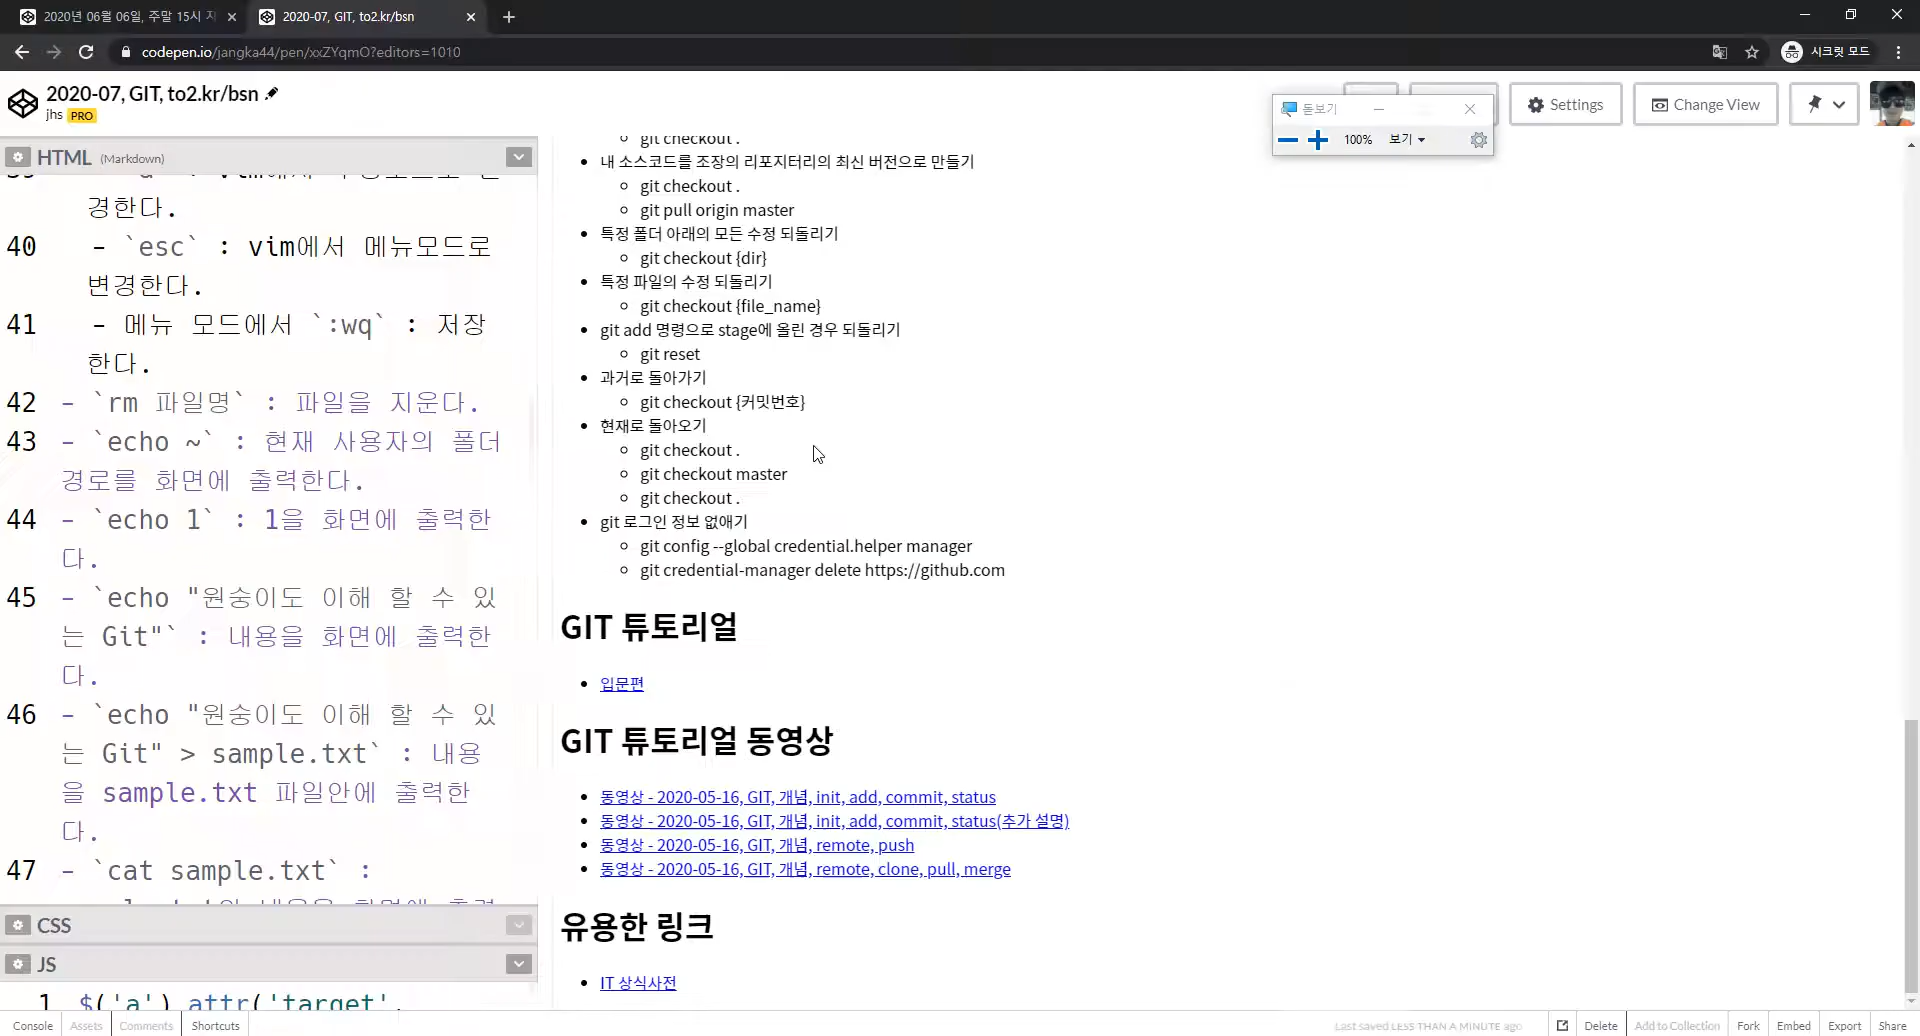 2020년 06월 06일, 주말 15시 지
2020-07, GIT, to2.kr/bsn
codepen.io/jangka44/pen/xxZYqmO?editors=1010
시크릿 모드
2020-07, GIT, to2.kr/bsn
jhs PRO
돋보기
100% 보기
Settings
Change View
HTML (Markdown)
경한다.
40 - `esc` : vim에서 메뉴모드로
변경한다.
41 - 메뉴 모드에서 `:wq` : 저장
한다.
42 - `rm 파일명` : 파일을 지운다.
43 - `echo ~` : 현재 사용자의 폴더
경로를 화면에 출력한다.
44 - `echo 1` : 1을 화면에 출력한
다.
45 - `echo "원숭이도 이해 할 수 있
는 Git"` : 내용을 화면에 출력한
다.
46 - `echo "원숭이도 이해 할 수 있
는 Git" > sample.txt` : 내용
을 sample.txt 파일안에 출력한
다.
47 - `cat sample.txt` :
CSS
JS
1 $('a').attr('target',
git checkout .
내 소스코드를 조장의 리포지터리의 최신 버전으로 만들기
git checkout .
git pull origin master
특정 폴더 아래의 모든 수정 되돌리기
git checkout {dir}
특정 파일의 수정 되돌리기
git checkout {file_name}
git add 명령으로 stage에 올린 경우 되돌리기
git reset
과거로 돌아가기
git checkout {커밋번호}
현재로 돌아오기
git checkout .
git checkout master
git checkout .
git 로그인 정보 없애기
git config --global credential.helper manager
git credential-manager delete https://github.com
GIT 튜토리얼
입문편
GIT 튜토리얼 동영상
동영상 - 2020-05-16, GIT, 개념, init, add, commit, status
동영상 - 2020-05-16, GIT, 개념, init, add, commit, status(추가 설명)
동영상 - 2020-05-16, GIT, 개념, remote, push
동영상 - 2020-05-16, GIT, 개념, remote, clone, pull, merge
유용한 링크
IT 상식사전
Console Assets Comments Shortcuts
Last saved LESS THAN A MINUTE ago
Delete Add to Collection Fork Embed Export Share